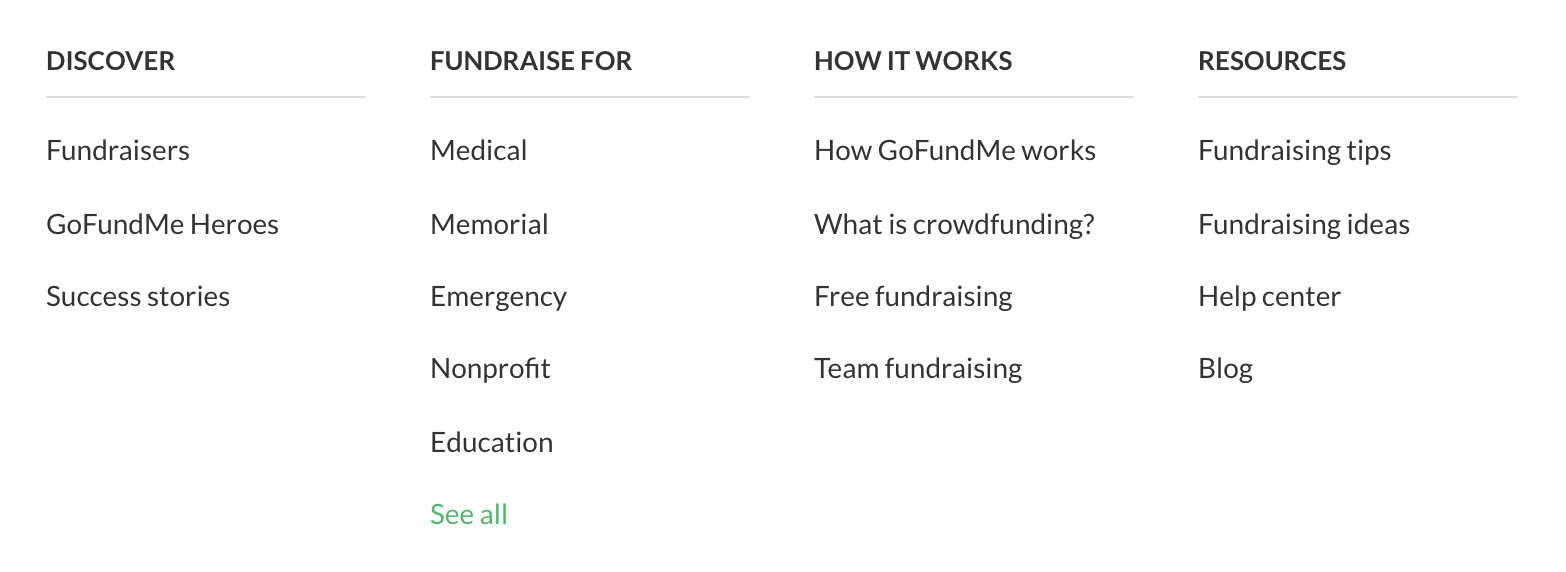 DISCOVER
Fundraisers
GoFundMe Heroes
Success stories
FUNDRAISE FOR
Medical
Memorial
Emergency
Nonprofit
Education
See all
HOW IT WORKS
How GoFundMe works
What is crowdfunding?
Free fundraising
Team fundraising
RESOURCES
Fundraising tips
Fundraising ideas
Help center
Blog